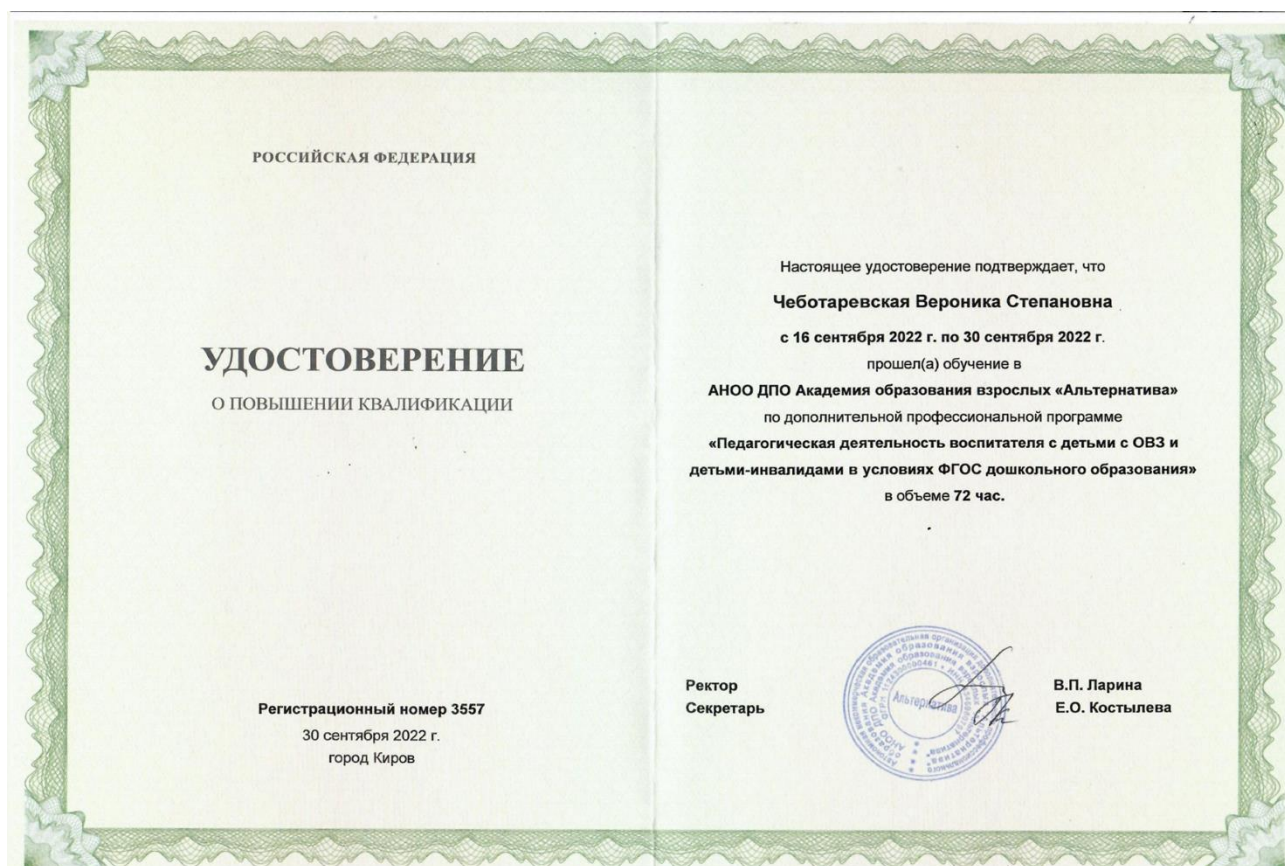 РОССИЙСКАЯ ФЕДЕРАЦИЯ
УДОСТОВЕРЕНИЕ
О ПОВЫШЕНИИ КВАЛИФИКАЦИИ
Регистрационный номер 3557
30 сентября 2022 г.
город Киров
Настоящее удостоверение подтверждает, что
Чеботаревская Вероника Степановна
с 16 сентября 2022 г. по 30 сентября 2022 г.
прошел(а) обучение в
АНОО ДПО Академия образования взрослых «Альтернатива»
по дополнительной профессиональной программе
«Педагогическая деятельность воспитателя с детьми с ОВЗ и
детьми-инвалидами в условиях ФГОС дошкольного образования»
в объеме 72 час.
Ректор В.П. Ларина
Секретарь Е.О. Костылева
Альтернатива